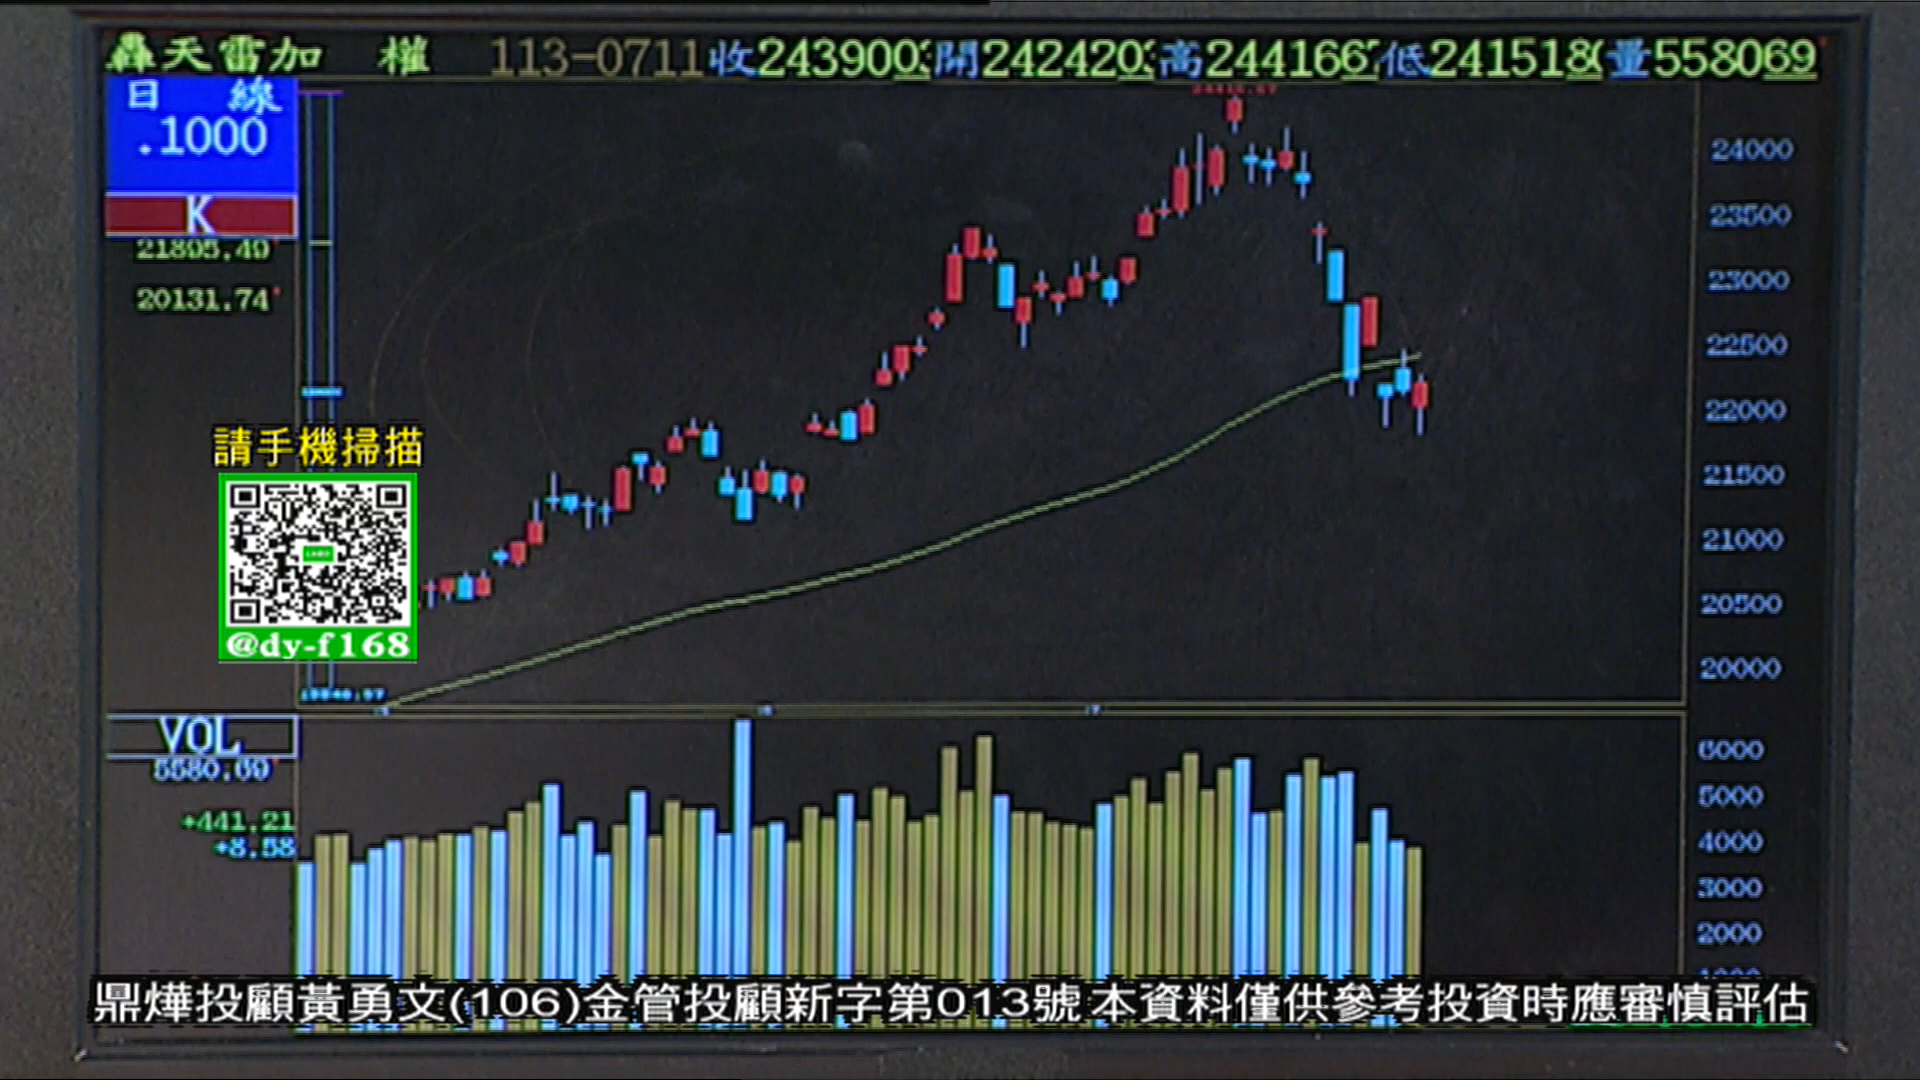 轟天雷加 權 113-0711收243900開242420高244166低241518量558069
日 線
.1000
K
21895.49
20131.74
24000
23500
23000
22500
22000
21500
21000
20500
20000
請手機掃描
@dy-f168
VOL
5580.69
+441.21
+8.58
6000
5000
4000
3000
2000
鼎燁投顧黃勇文(106)金管投顧新字第013號 本資料僅供參考投資時應審慎評估